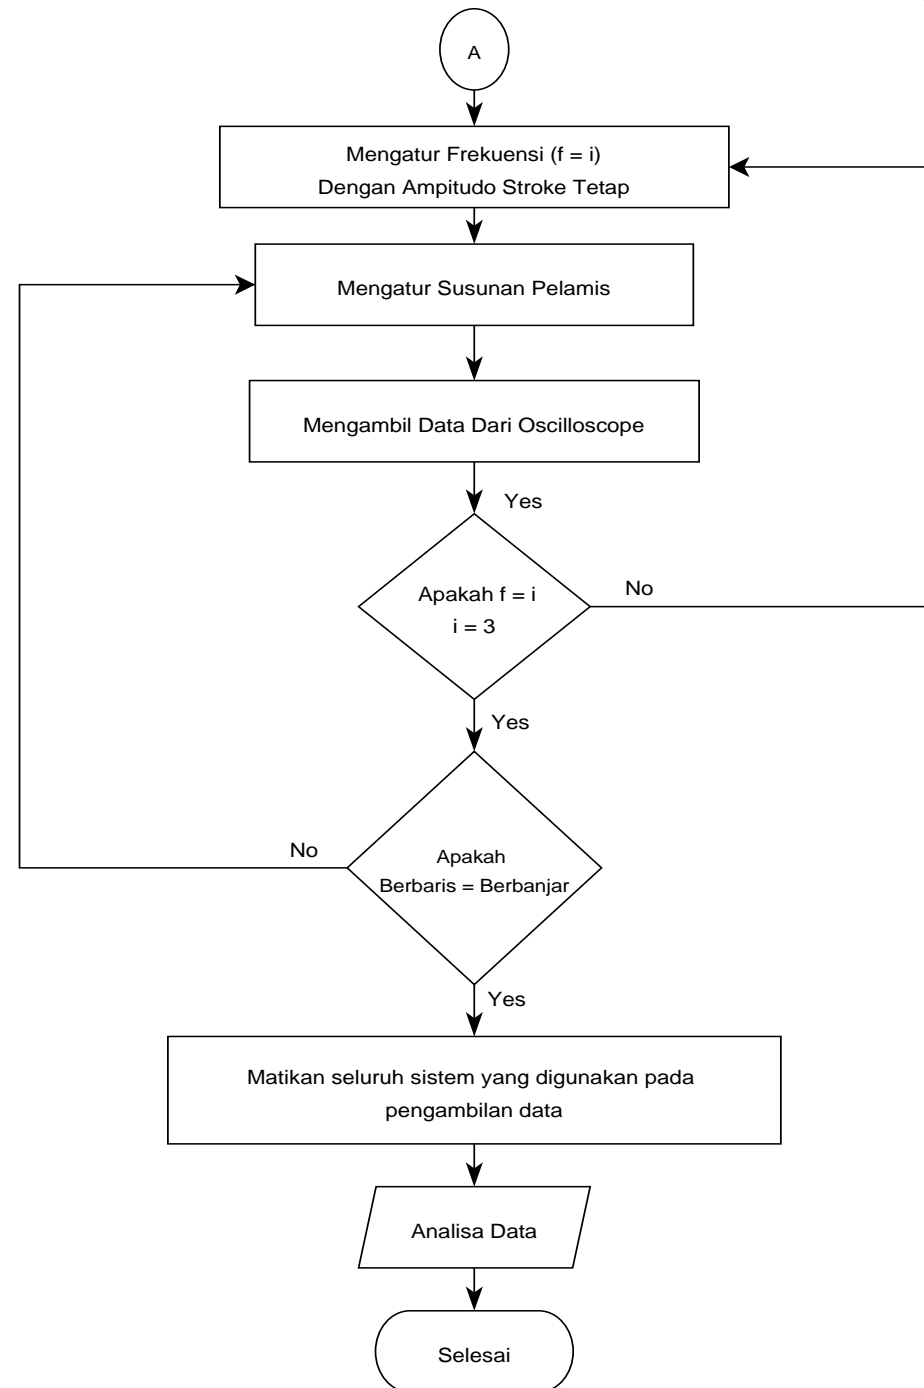 A
Mengatur Frekuensi (f = i)
Dengan Ampitudo Stroke Tetap
Mengatur Susunan Pelamis
Mengambil Data Dari Oscilloscope
Yes
Apakah f = i
i = 3
No
Yes
Apakah
Berbaris = Berbanjar
No
Yes
Matikan seluruh sistem yang digunakan pada
pengambilan data
Analisa Data
Selesai